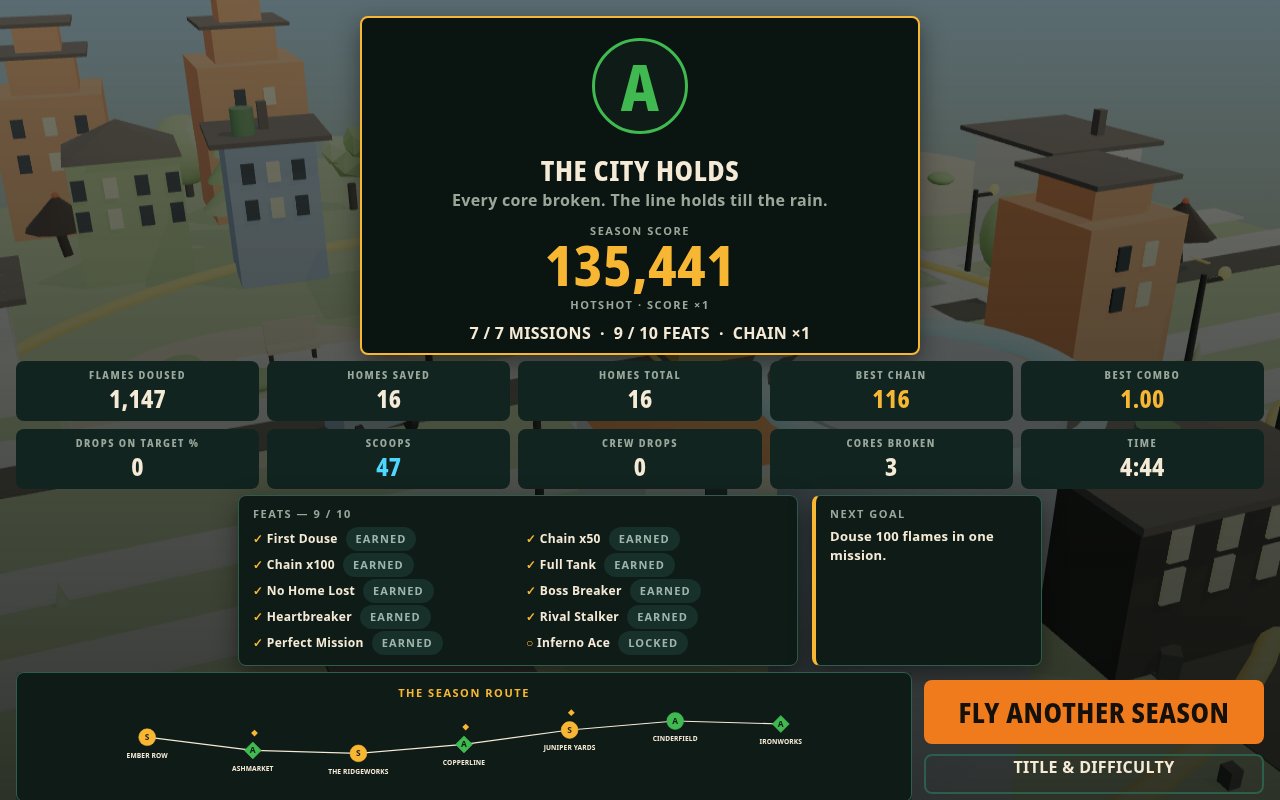 A
THE CITY HOLDS
Every core broken. The line holds till the rain.
SEASON SCORE
135,441
HOTSHOT · SCORE ×1
7 / 7 MISSIONS · 9 / 10 FEATS · CHAIN ×1
FLAMES DOUSED
1,147
HOMES SAVED
16
HOMES TOTAL
16
BEST CHAIN
116
BEST COMBO
1.00
DROPS ON TARGET %
0
SCOOPS
47
CREW DROPS
0
CORES BROKEN
3
TIME
4:44
FEATS — 9 / 10
✓ First Douse EARNED
✓ Chain x50 EARNED
✓ Chain x100 EARNED
✓ Full Tank EARNED
✓ No Home Lost EARNED
✓ Boss Breaker EARNED
✓ Heartbreaker EARNED
✓ Rival Stalker EARNED
✓ Perfect Mission EARNED
○ Inferno Ace LOCKED
NEXT GOAL
Douse 100 flames in one
mission.
THE SEASON ROUTE
S
EMBER ROW
A
ASHMARKET
S
THE RIDGEWORKS
A
COPPERLINE
S
JUNIPER YARDS
A
CINDERFIELD
A
IRONWORKS
FLY ANOTHER SEASON
TITLE & DIFFICULTY